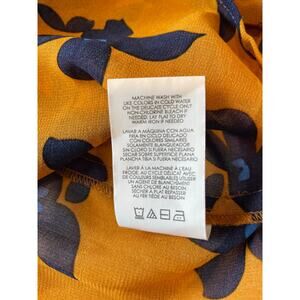 MACHINE WASH WITH
LIKE COLORS IN COLD WATER
ON THE DELICATE CYCLE ONLY
NON-CHLORINE BLEACH IF
NEEDED. LAY FLAT TO DRY
WARM IRON IF NEEDED
LAVAR A MÁQUINA CON AGUA
FRIA EN CICLO DELICADO CON
COLORES SIMILARES
SOLAMENTE BLANQUEADOR
SIN CLORO SI FUERA NECESARIO
SECAR SOBRE SUPERFICIE PLANA
PLANCHA TIBIA SI FUERA NECESARIO
LAVER A LA MACHINE À L'EAU
FROIDE, AU CYCLE DÉLICAT AVEC
DE COULEURS SEMBLABLES UTILISER
UN AGENT DE BLANCHIMENT
SANS CHLORE AU BESOIN
SÉCHER À PLAT REPASSER
AU FER TIÈDE AU BESOIN